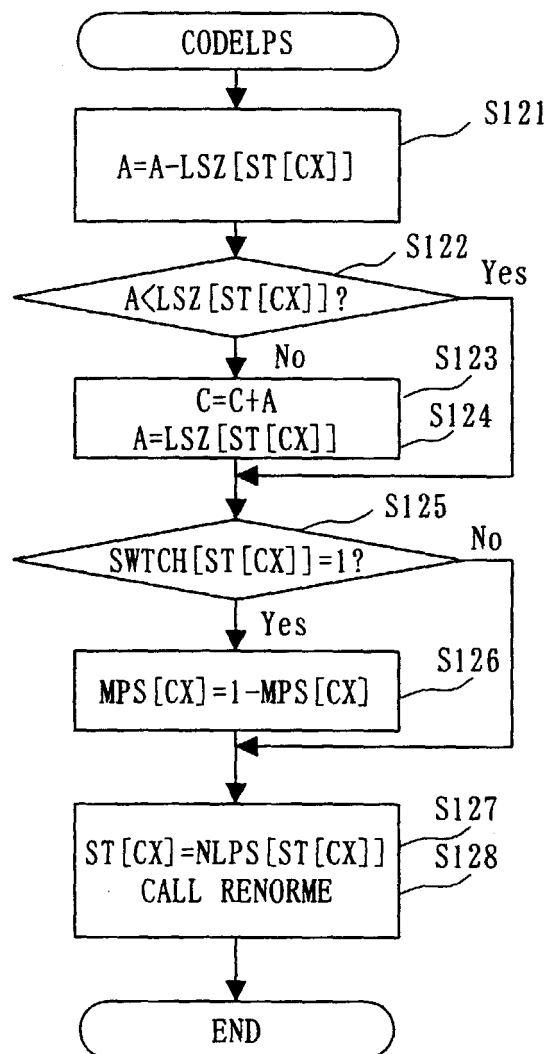 CODELPS
S121
A=A-LSZ[ST[CX]]
S122
A<LSZ[ST[CX]]?
Yes
No
S123
C=C+A
S124
A=LSZ[ST[CX]]
S125
SWTCH[ST[CX]]=1?
No
Yes
S126
MPS[CX]=1-MPS[CX]
S127
ST[CX]=NLPS[ST[CX]]
S128
CALL RENORME
END